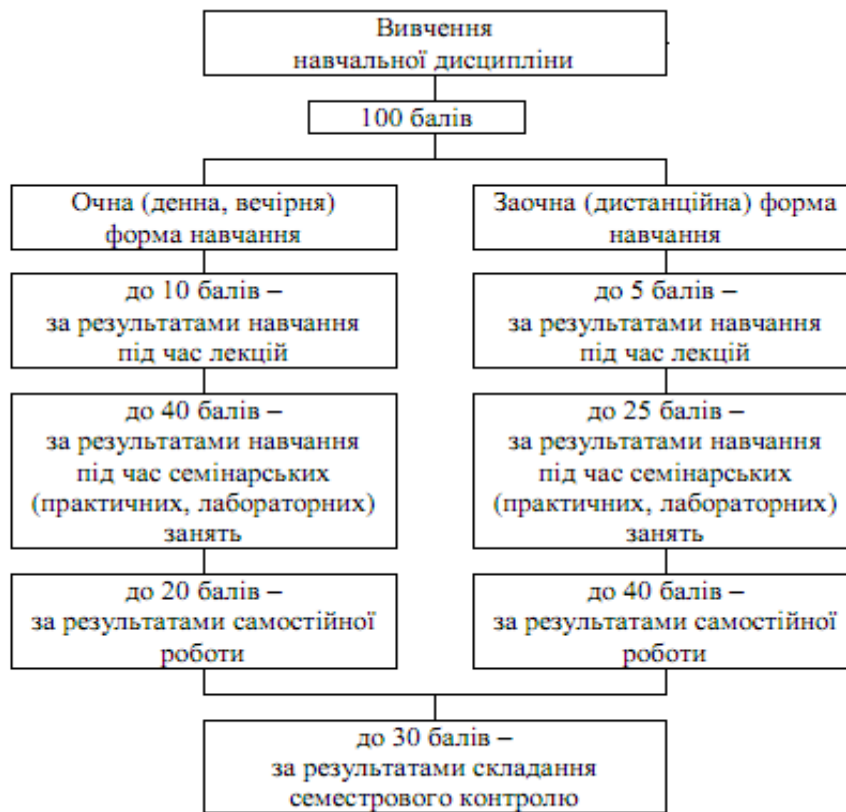 Вивчення
навчальної дисципліни
100 балів
Очна (денна, вечірня)
форма навчання
до 10 балів –
за результатами навчання
під час лекцій
до 40 балів –
за результатами навчання
під час семінарських
(практичних, лабораторних)
занять
до 20 балів –
за результатами самостійної
роботи
Заочна (дистанційна) форма
навчання
до 5 балів –
за результатами навчання
під час лекцій
до 25 балів –
за результатами навчання
під час семінарських
(практичних, лабораторних)
занять
до 40 балів –
за результатами самостійної
роботи
до 30 балів –
за результатами складання
семестрового контролю